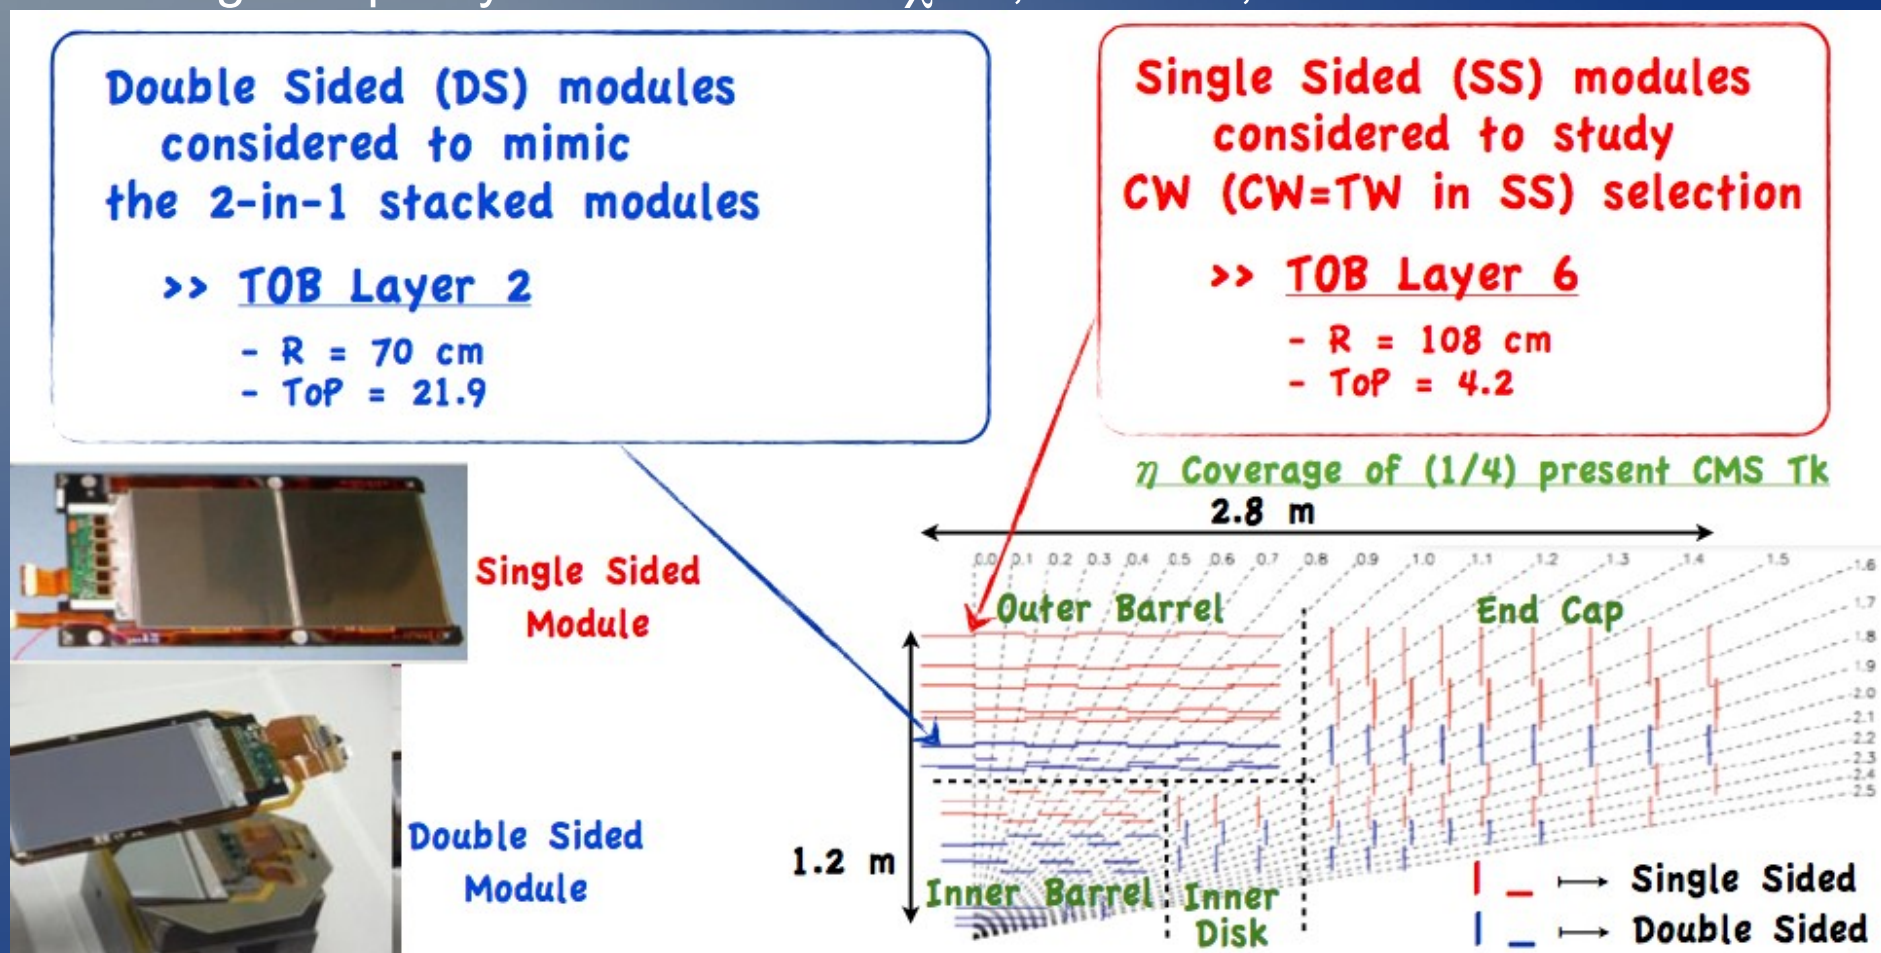 Double Sided (DS) modules
considered to mimic
the 2-in-1 stacked modules
>> TOB Layer 2
- R = 70 cm
- ToP = 21.9
Single Sided (SS) modules
considered to study
CW (CW=TW in SS) selection
>> TOB Layer 6
- R = 108 cm
- ToP = 4.2
η Coverage of (1/4) present CMS Tk
2.8 m
0.0 0.1 0.2 0.3 0.4 0.5 0.6 0.7 0.8 0.9 1.0 1.1 1.2 1.3 1.4 1.5 1.6
1.7
1.8
1.9
2.0
2.1
2.2
2.3
2.4
2.5
Outer Barrel
End Cap
Single Sided
Module
Double Sided
Module
1.2 m
Inner Barrel
Inner
Disk
Single Sided
Double Sided